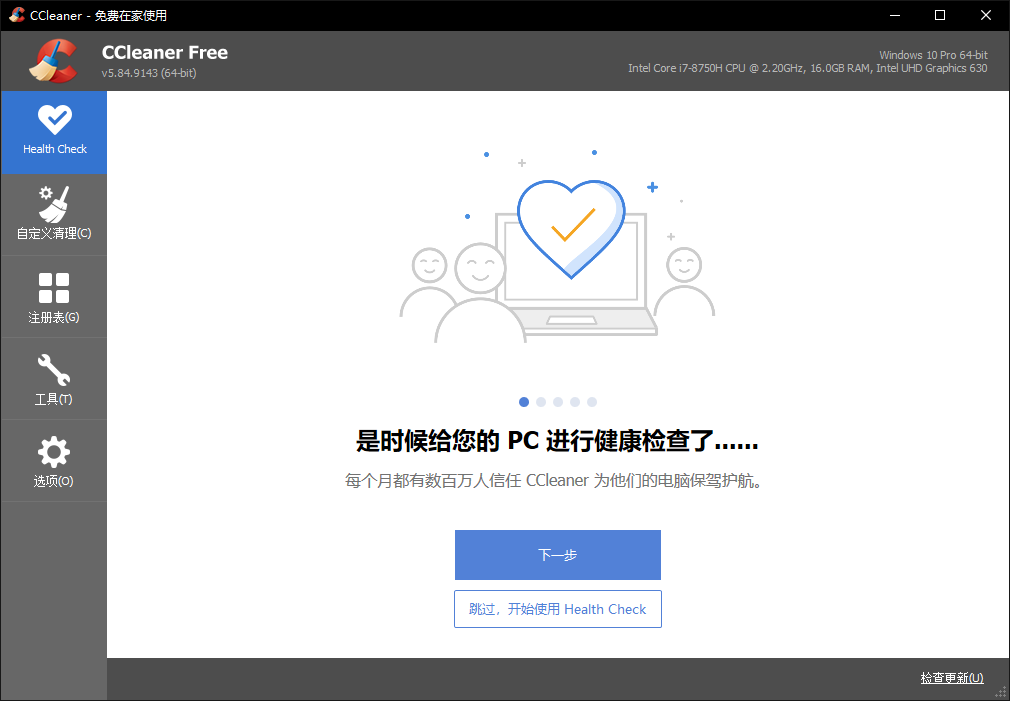 CCleaner - 免费在家使用
CCleaner Free
v5.84.9143 (64-bit)
Windows 10 Pro 64-bit
Intel Core i7-8750H CPU @ 2.20GHz, 16.0GB RAM, Intel UHD Graphics 630
Health Check
自定义清理(C)
注册表(G)
工具(T)
选项(O)
是时候给您的 PC 进行健康检查了......
每个月都有数百万人信任 CCleaner 为他们的电脑保驾护航。
下一步
跳过，开始使用 Health Check
检查更新(U)